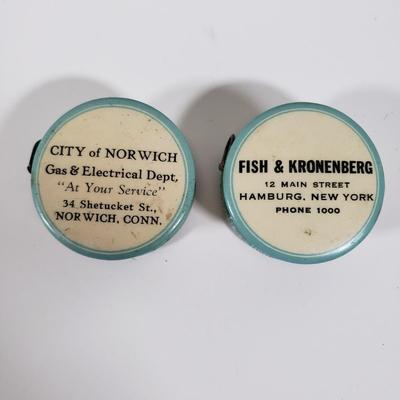 CITY of NORWICH
Gas & Electrical Dept,
"At Your Service"
34 Shetucket St.,
NORWICH, CONN.
FISH & KRONENBERG
12 MAIN STREET
HAMBURG, NEW YORK
PHONE 1000